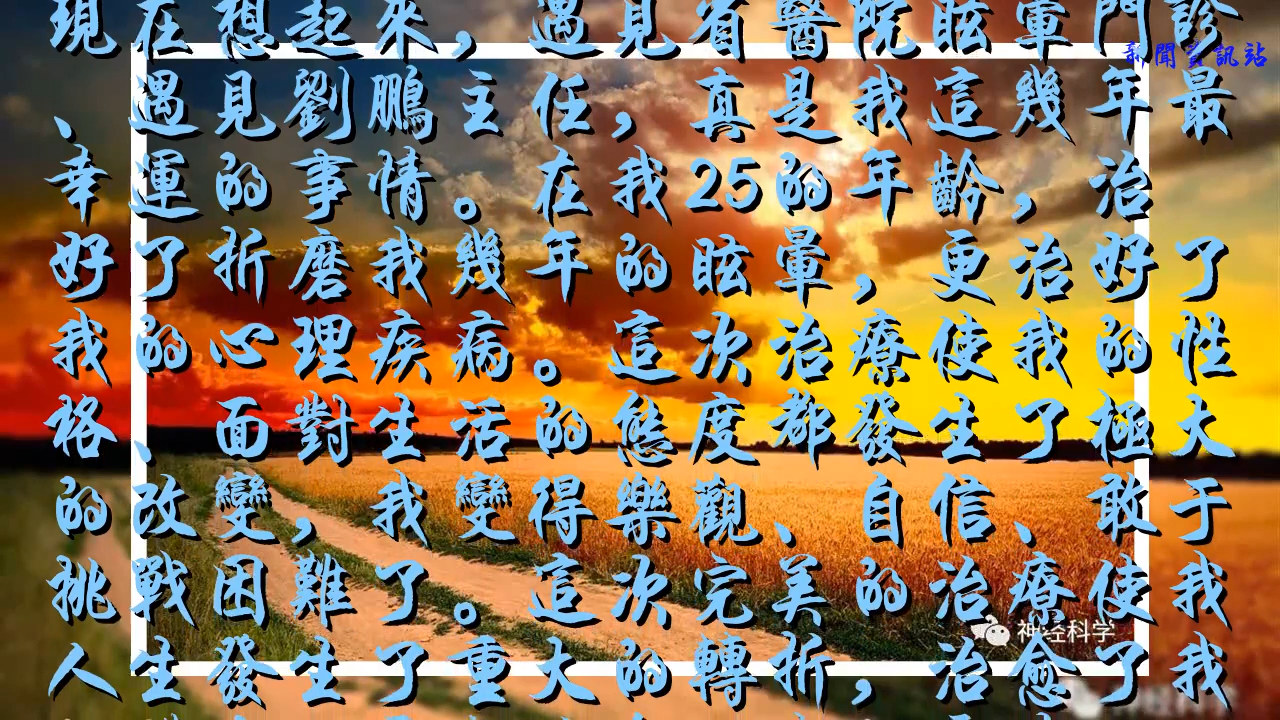 現在想起來，遇見省醫院眩暈門診
新聞資訊站
、遇見劉鵬主任，真是我這幾年最
幸運的事情。在我25的年齡，治
好了折磨我幾年的眩暈，更治好了
我的心理疾病。這次治療使我的性
格、面對生活的態度都發生了極大
的改變，我變得樂觀、自信、敢于
挑戰困難了。這次完美的治療使我
神经科学
人生發生了重大的轉折，治愈了我